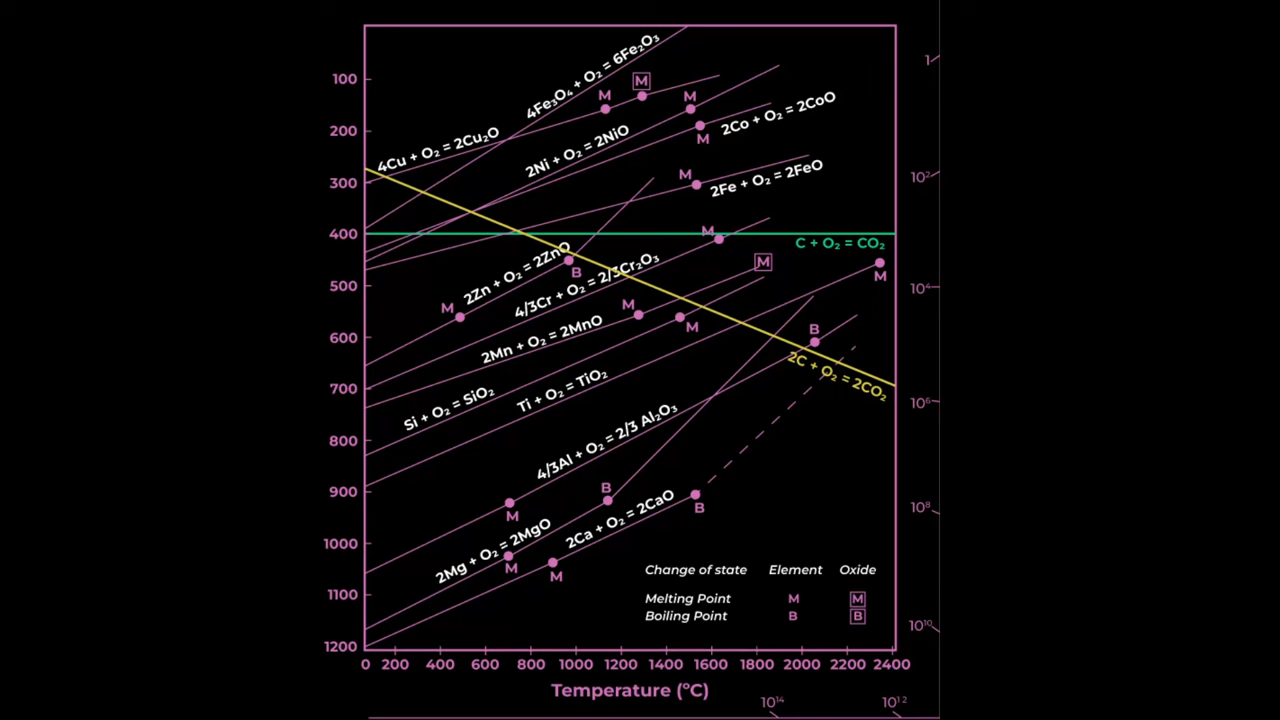 4Fe₃O₄ + O₂ = 6Fe₂O₃
1
100
M
M
M
200
4Cu + O₂ = 2Cu₂O
2Ni + O₂ = 2NiO
2Co + O₂ = 2CoO
M
10²
300
M
2Fe + O₂ = 2FeO
400
M
C + O₂ = CO₂
2Zn + O₂ = 2ZnO
B
4/3Cr + O₂ = 2/3Cr₂O₃
M
M
10⁴
500
M
M
2Mn + O₂ = 2MnO
M
600
B
2C + O₂ = 2CO₂
700
Si + O₂ = SiO₂
Ti + O₂ = TiO₂
10⁶
800
4/3Al + O₂ = 2/3 Al₂O₃
900
M
B
B
10⁸
1000
2Mg + O₂ = 2MgO
2Ca + O₂ = 2CaO
M
M
Change of state Element Oxide
1100
Melting Point M M
Boiling Point B B
10¹⁰
1200
0 200 400 600 800 1000 1200 1400 1600 1800 2000 2200 2400
Temperature (°C)
10¹⁴ 10¹²